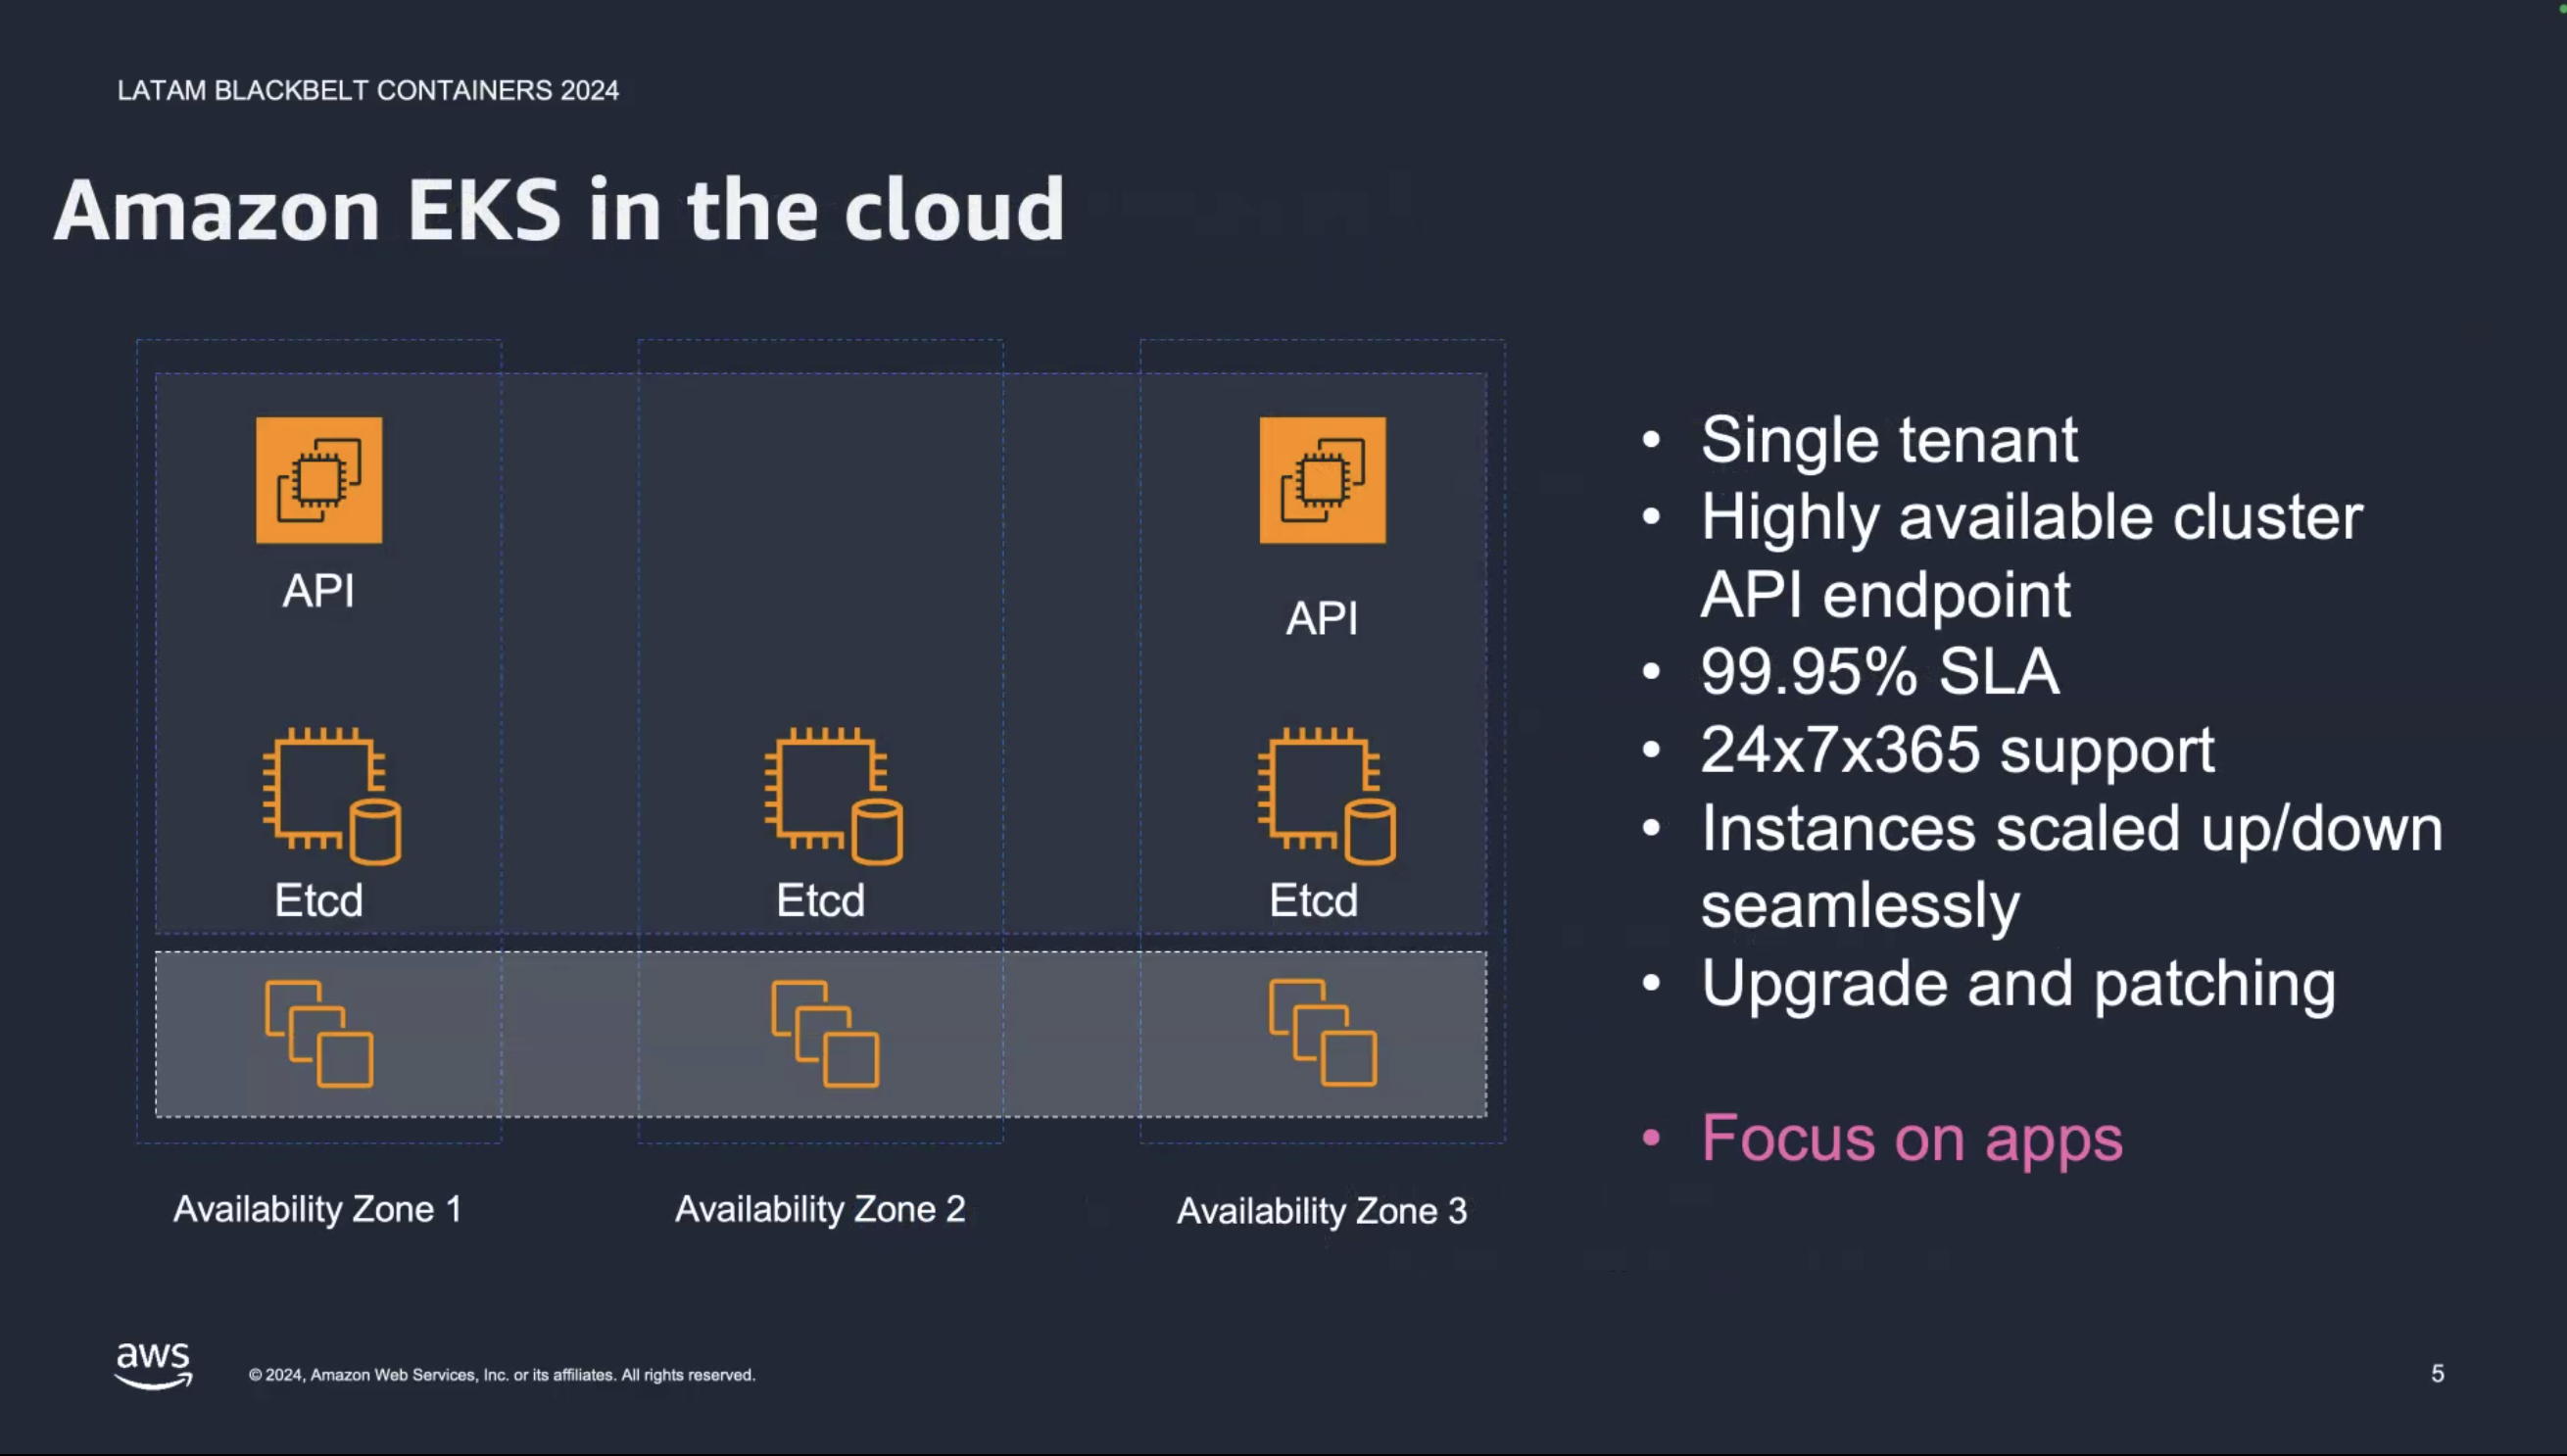 LATAM BLACKBELT CONTAINERS 2024
Amazon EKS in the cloud
API
API
Etcd
Etcd
Etcd
Availability Zone 1
Availability Zone 2
Availability Zone 3
• Single tenant
• Highly available cluster
API endpoint
• 99.95% SLA
• 24x7x365 support
• Instances scaled up/down
seamlessly
• Upgrade and patching
• Focus on apps
aws
© 2024, Amazon Web Services, Inc. or its affiliates. All rights reserved.
5